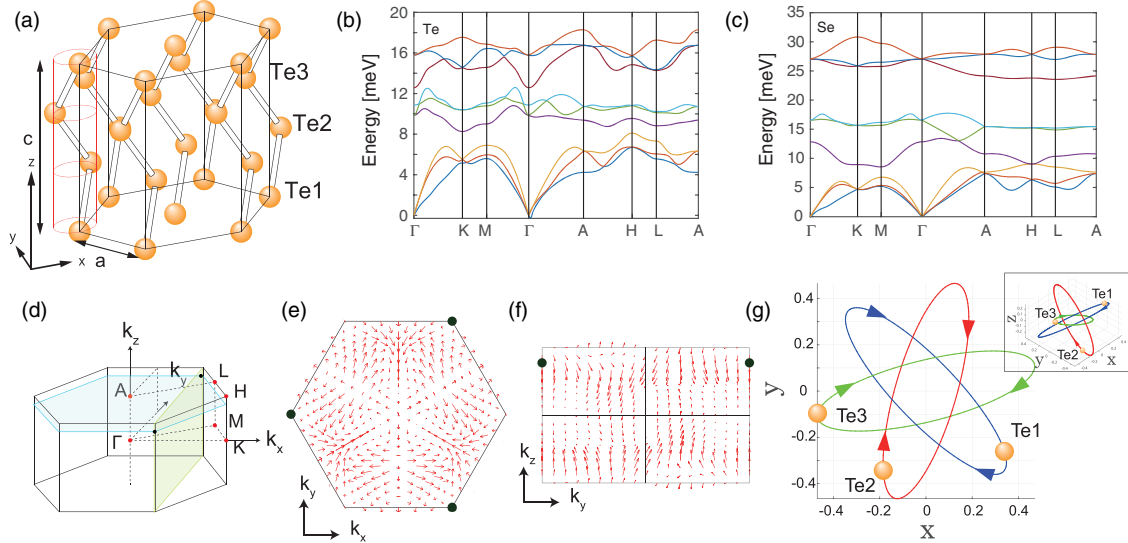 (a)
Te3
Te2
Te1
c
z
y
x
a
(b)
Te
Energy [meV]
20
16
12
8
4
0
Γ K M Γ A H L A
(c)
Se
Energy [meV]
35
30
25
20
15
10
5
0
Γ K M Γ A H L A
(d)
k_z
k_y
L
A
H
M
Γ
K
k_x
(e)
k_y
k_x
(f)
k_z
k_y
(g)
0.4
0.2
0
-0.2
-0.4
y
-0.4 -0.2 0 0.2 0.4
x
Te3
Te2
Te1
Te1
Te3
Te2
z
y
x